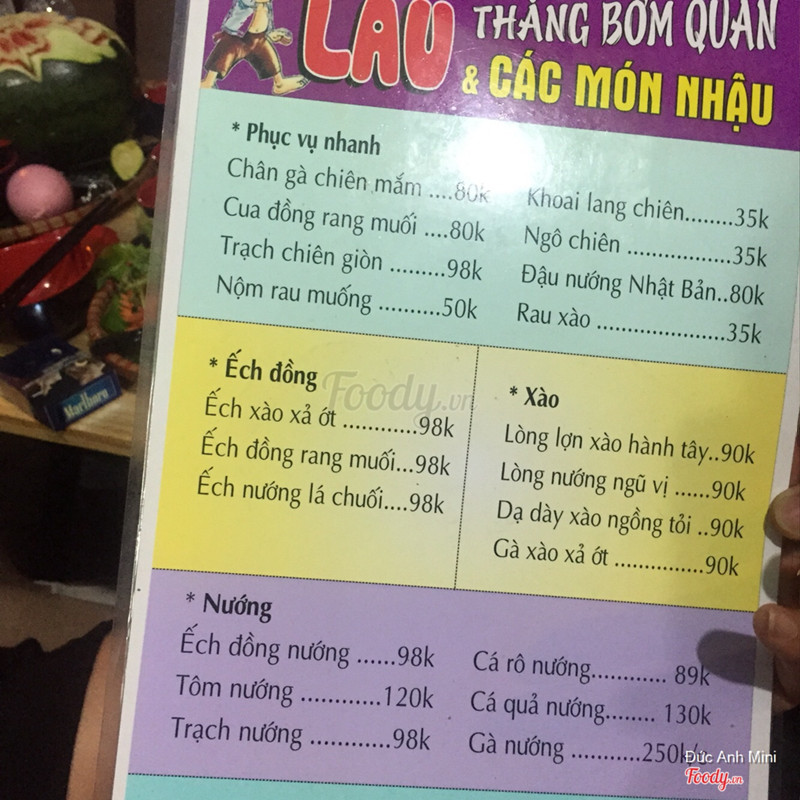 LẨU THẰNG BỜM QUÁN
& CÁC MÓN NHẬU
* Phục vụ nhanh
Chân gà chiên mắm ....80k
Cua đồng rang muối ....80k
Trạch chiên giòn .........98k
Nộm rau muống ..........50k
Khoai lang chiên........35k
Ngô chiên ..................35k
Đậu nướng Nhật Bản..80k
Rau xào ......................35k
* Ếch đồng
Ếch xào xả ớt ............98k
Ếch đồng rang muối...98k
Ếch nướng lá chuối....98k
* Xào
Lòng lợn xào hành tây..90k
Lòng nướng ngũ vị ......90k
Dạ dày xào ngồng tỏi ..90k
Gà xào xả ớt ...............90k
* Nướng
Ếch đồng nướng ......98k
Tôm nướng ............120k
Trạch nướng ............98k
Cá rô nướng............ 89k
Cá quả nướng........ 130k
Gà nướng ............250k
Marlboro
Foody.vn
Đức Anh Mini
Foody.vn